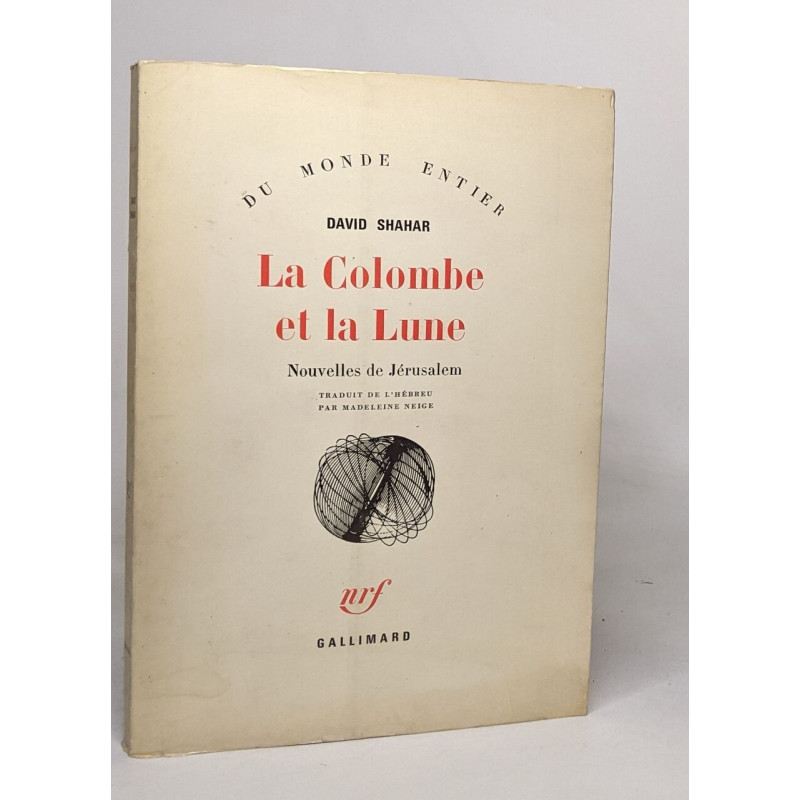 DU MONDE ENTIER
DAVID SHAHAR
La Colombe
et la Lune
Nouvelles de Jérusalem
TRADUIT DE L'HÉBREU
PAR MADELEINE NEIGE
nrf
GALLIMARD